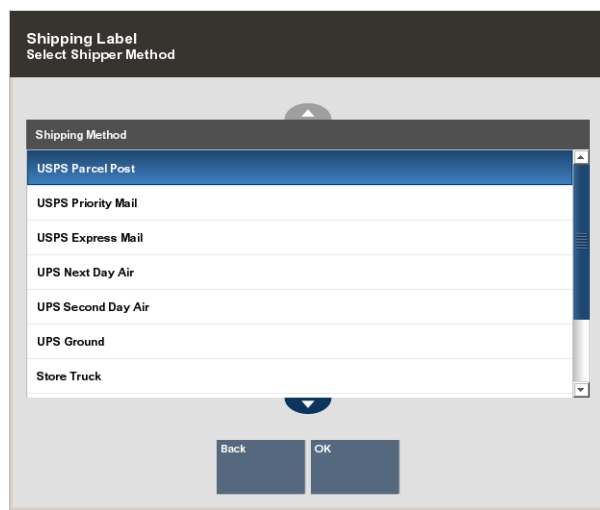 Shipping Label
Select Shipper Method
Shipping Method
USPS Parcel Post
USPS Priority Mail
USPS Express Mail
UPS Next Day Air
UPS Second Day Air
UPS Ground
Store Truck
Back
OK